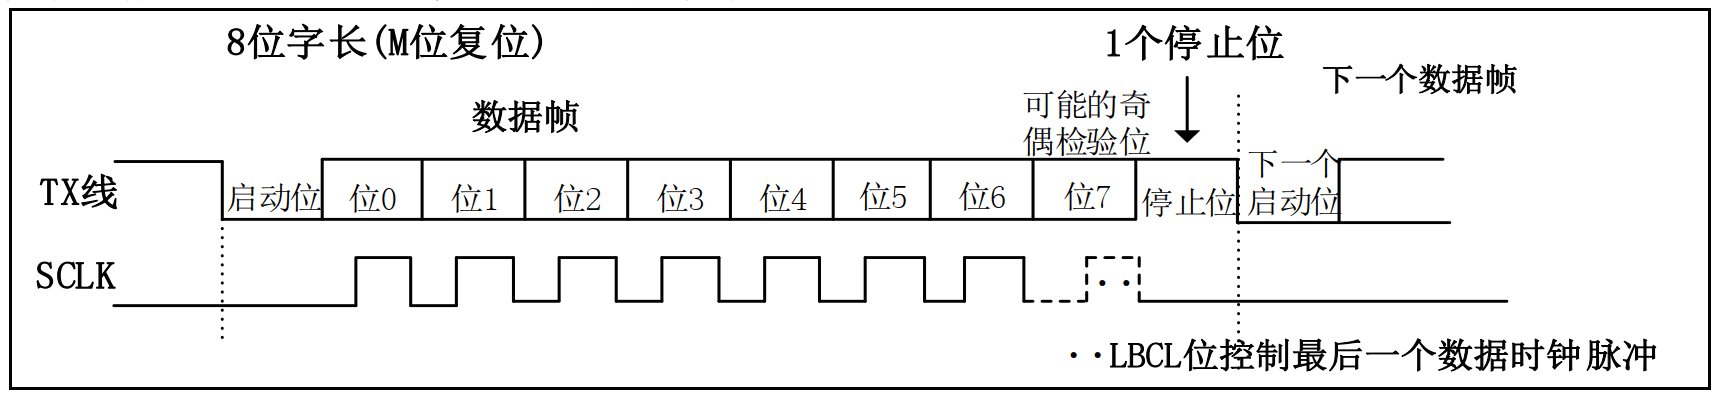 8位字长(M位复位)
1个停止位
下一个数据帧
数据帧
可能的奇
偶检验位
TX线
启动位
位0
位1
位2
位3
位4
位5
位6
位7
停止位
下一个
启动位
SCLK
··
··LBCL位控制最后一个数据时钟脉冲